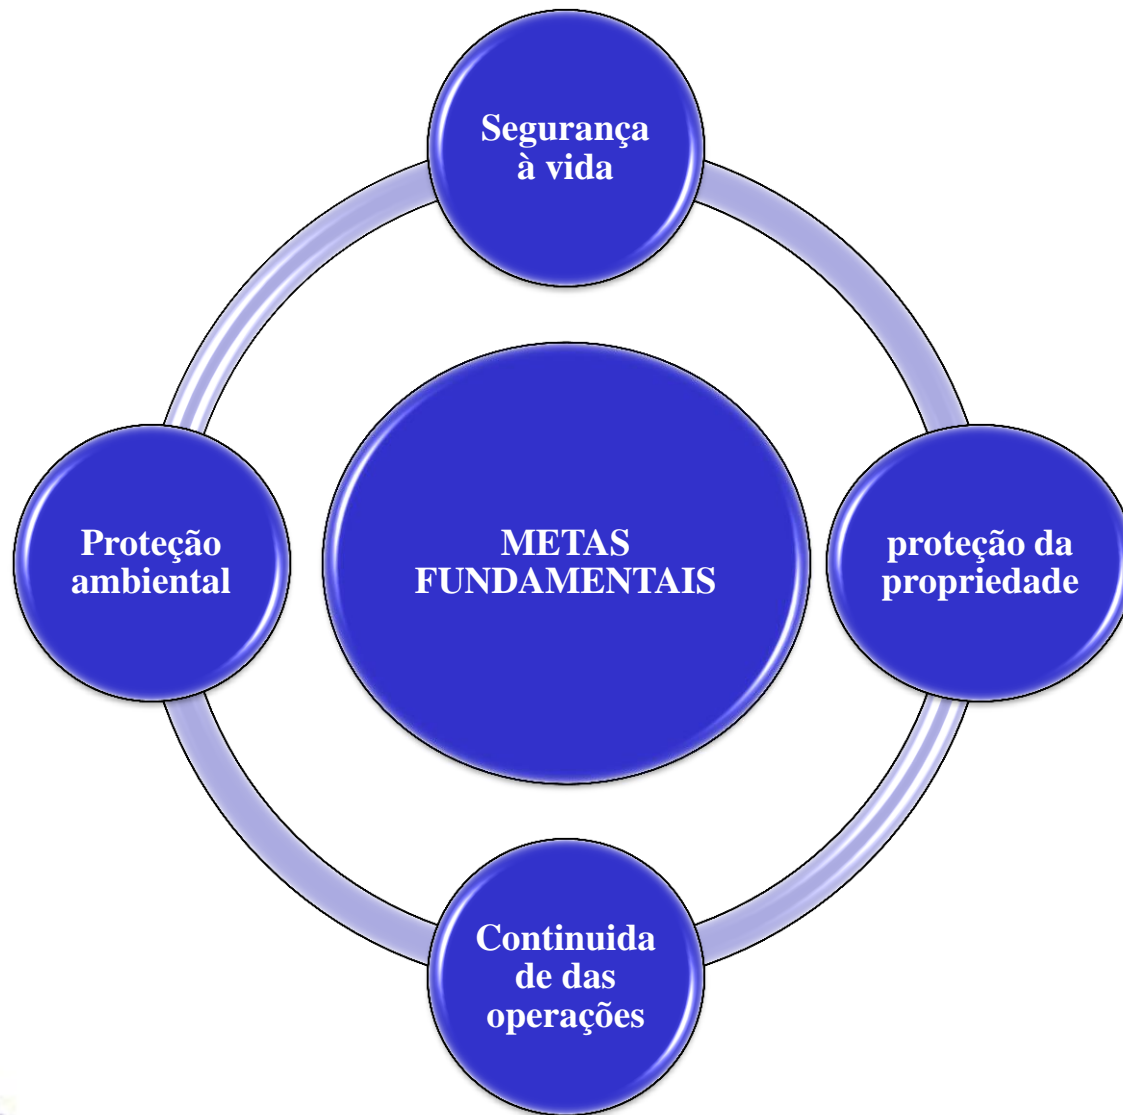 Segurança
à vida
Proteção
ambiental
METAS
FUNDAMENTAIS
proteção da
propriedade
Continuida
de das
operações